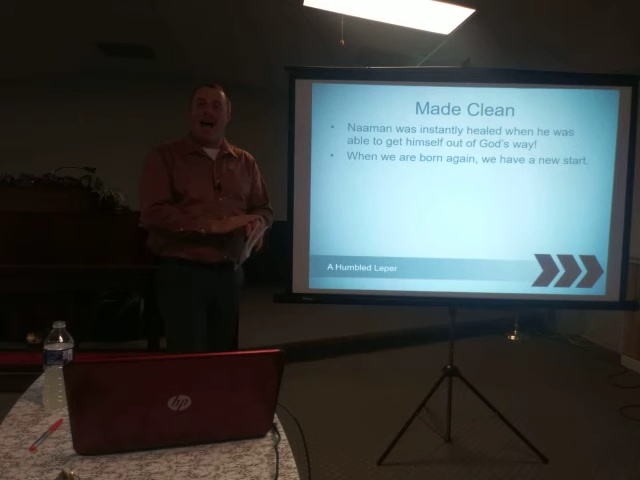 Made Clean
• Naaman was instantly healed when he was
able to get himself out of God's way!
• When we are born again, we have a new start.
A Humbled Leper
hp